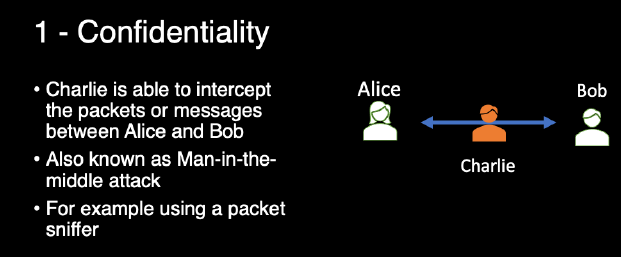 1 - Confidentiality
• Charlie is able to intercept
the packets or messages
between Alice and Bob
• Also known as Man-in-the-
middle attack
• For example using a packet
sniffer
Alice
Bob
Charlie